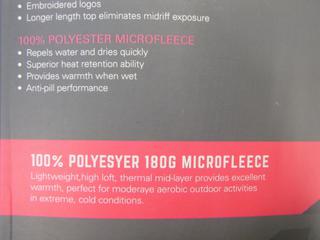 • Embroidered logos
• Longer length top eliminates midriff exposure
100% POLYESTER MICROFLEECE
• Repels water and dries quickly
• Superior heat retention ability
• Provides warmth when wet
• Anti-pill performance
100% POLYESYER 180G MICROFLEECE
Lightweight,high loft, thermal mid-layer provides excellent
warmth, perfect for moderaye aerobic outdoor activities
in extreme, cold conditions.